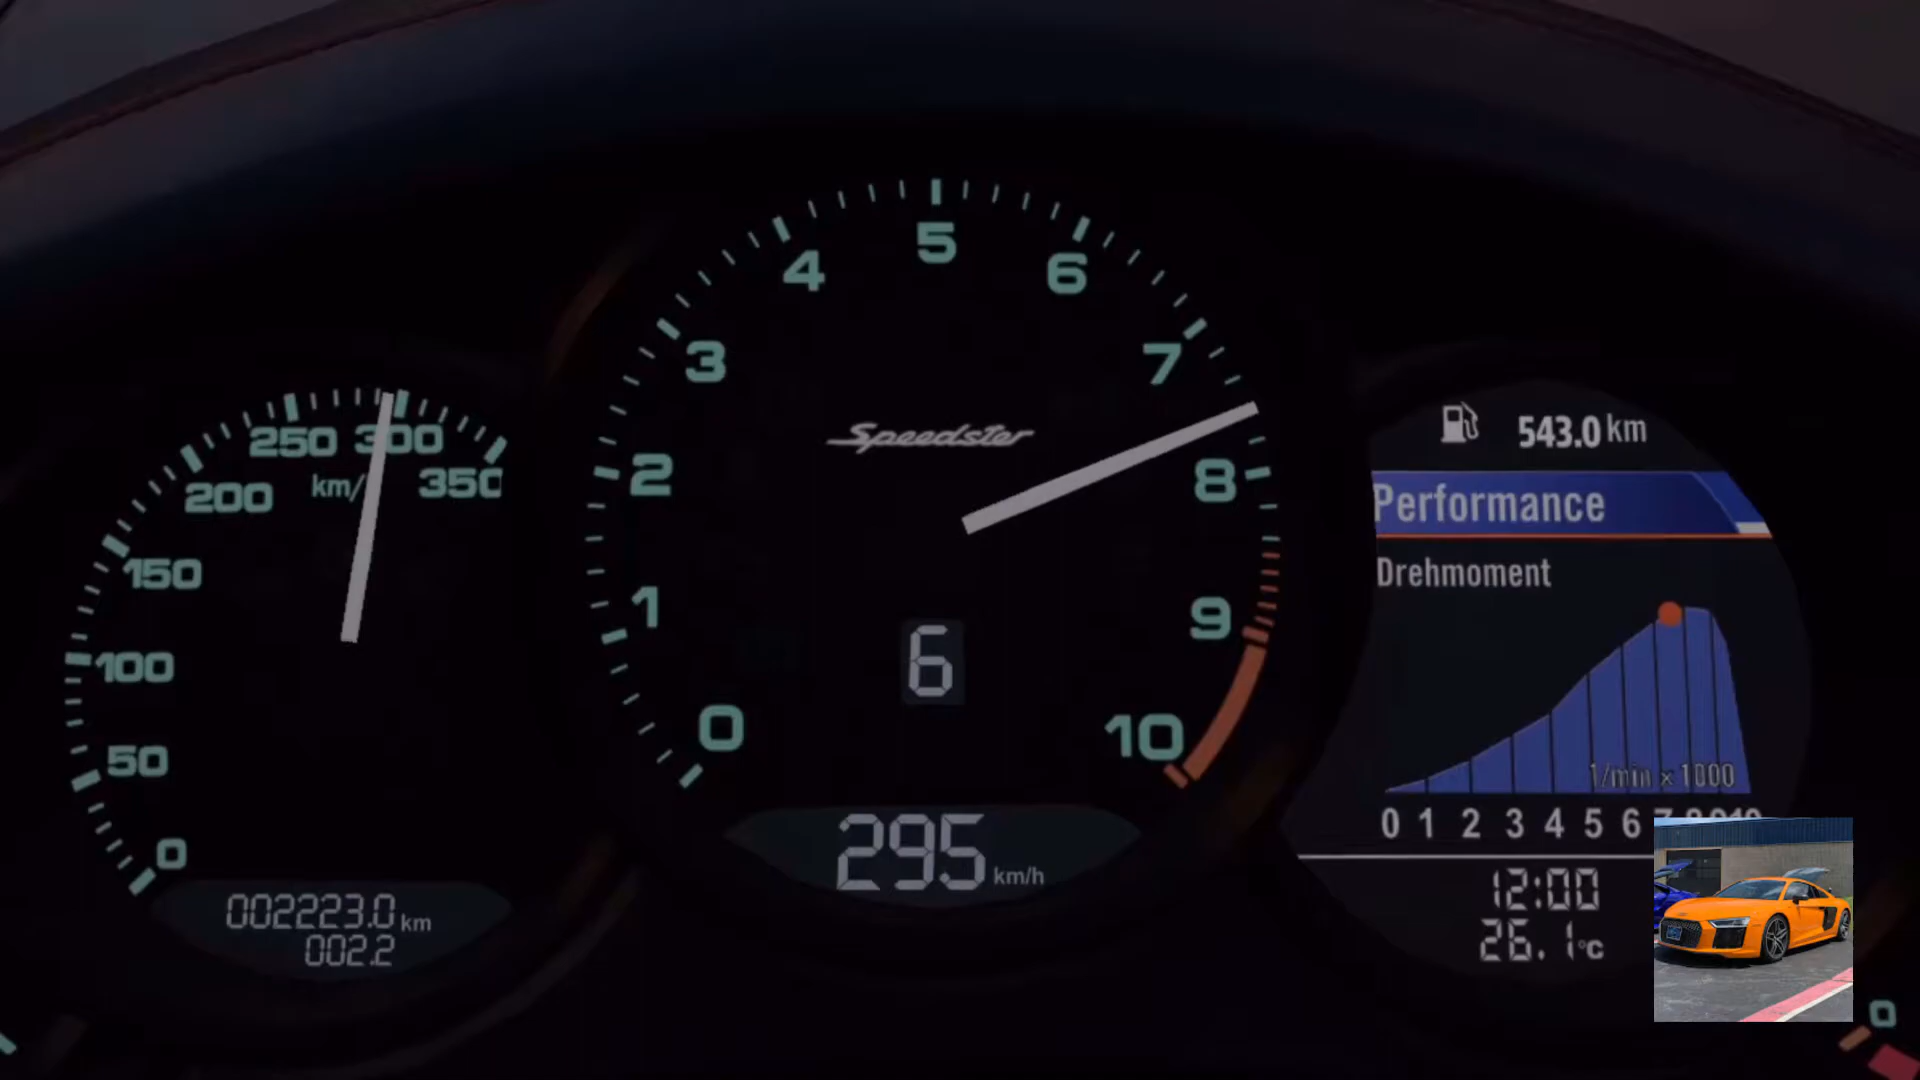 4 5 6
3 7
2 8
1 9
0 10
Speedster
6
295 km/h
250 300
200 km/ 350
150
100
50
0
002223.0 km
002.2
543.0 km
Performance
Drehmoment
1/min x 1000
0 1 2 3 4 5 6
12:00
26.1°C
0